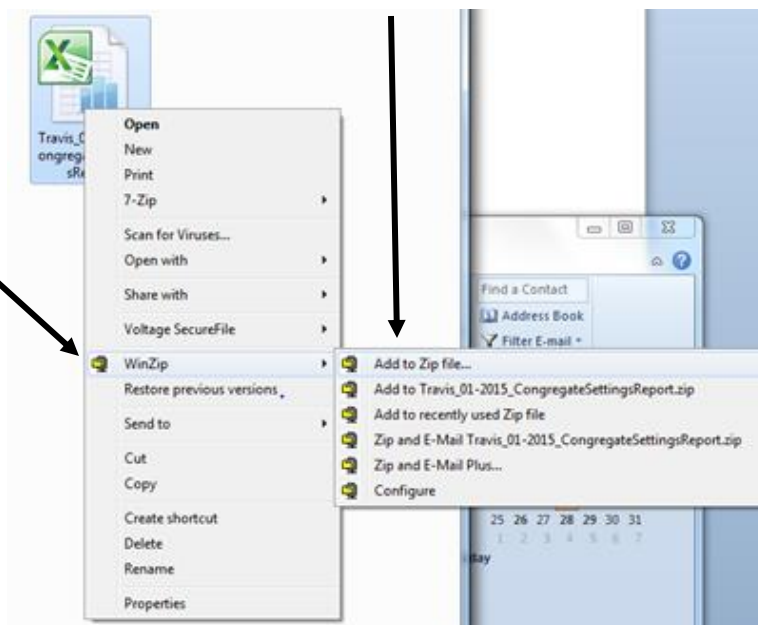 Travis_C
ongrega
sRe
Open
New
Print
7-Zip
Scan for Viruses...
Open with
Share with
Voltage SecureFile
WinZip
Restore previous versions
Send to
Cut
Copy
Create shortcut
Delete
Rename
Properties
Find a Contact
Address Book
Filter E-mail
Add to Zip file...
Add to Travis_01-2015_CongregateSettingsReport.zip
Add to recently used Zip file
Zip and E-Mail Travis_01-2015_CongregateSettingsReport.zip
Zip and E-Mail Plus...
Configure
25 26 27 28 29 30 31
1 2 3 4 5 6 7
day